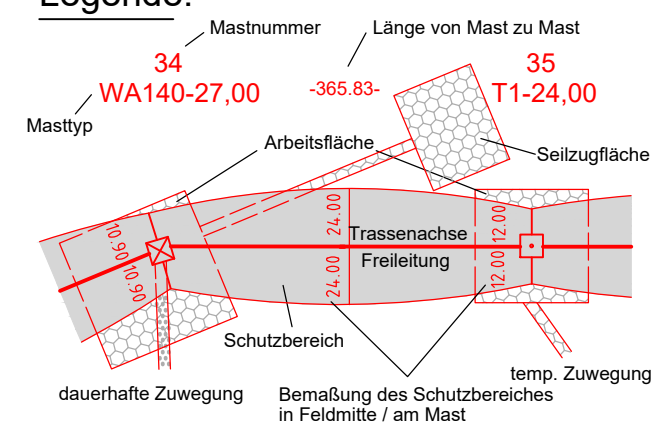 Legende:
Mastnummer
Länge von Mast zu Mast
34
35
WA140-27,00
-365.83-
T1-24,00
Masttyp
Arbeitsfläche
Seilzugfläche
10.90
10.90
24.00
24.00
Trassenachse
Freileitung
12.00
12.00
Schutzbereich
dauerhafte Zuwegung
temp. Zuwegung
Bemaßung des Schutzbereiches
in Feldmitte / am Mast